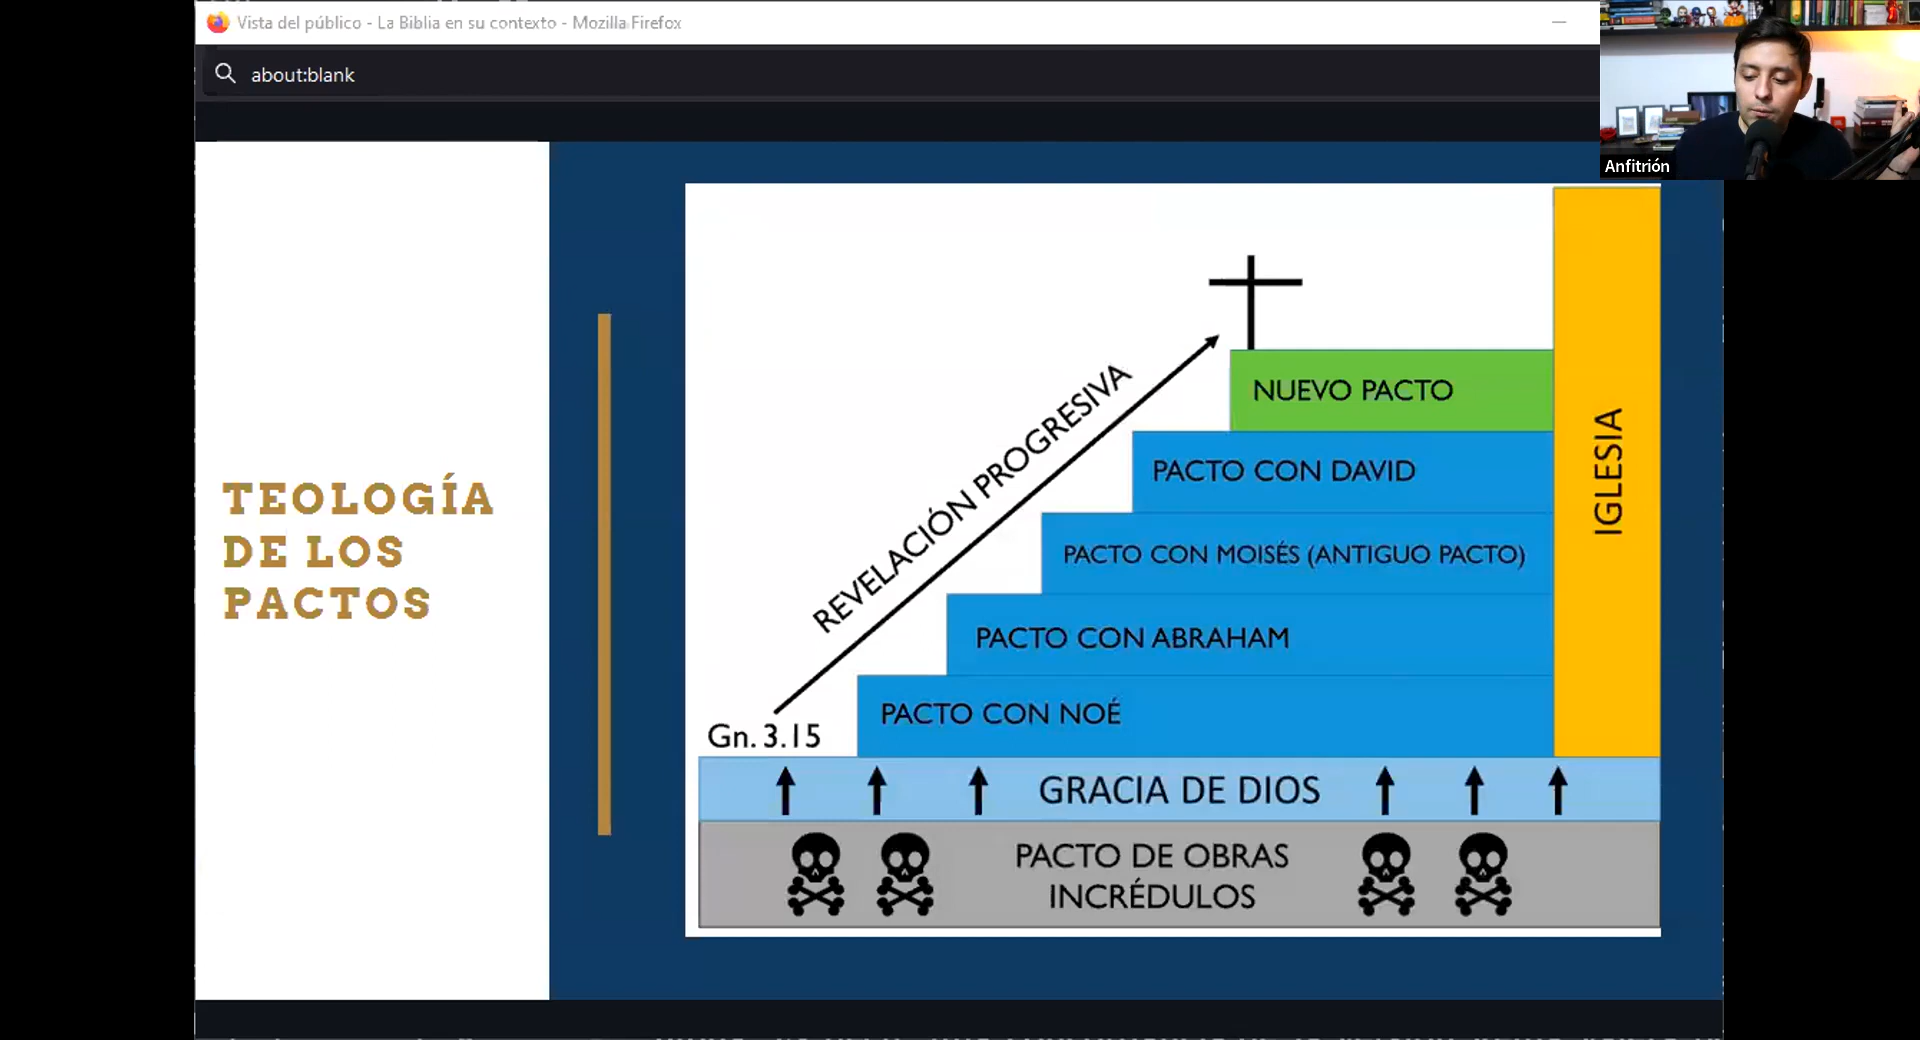 Vista del público - La Biblia en su contexto - Mozilla Firefox
about:blank
Anfitrión
TEOLOGÍA
DE LOS
PACTOS
REVELACIÓN PROGRESIVA
NUEVO PACTO
PACTO CON DAVID
PACTO CON MOISÉS (ANTIGUO PACTO)
PACTO CON ABRAHAM
PACTO CON NOÉ
Gn. 3.15
IGLESIA
GRACIA DE DIOS
PACTO DE OBRAS
INCRÉDULOS